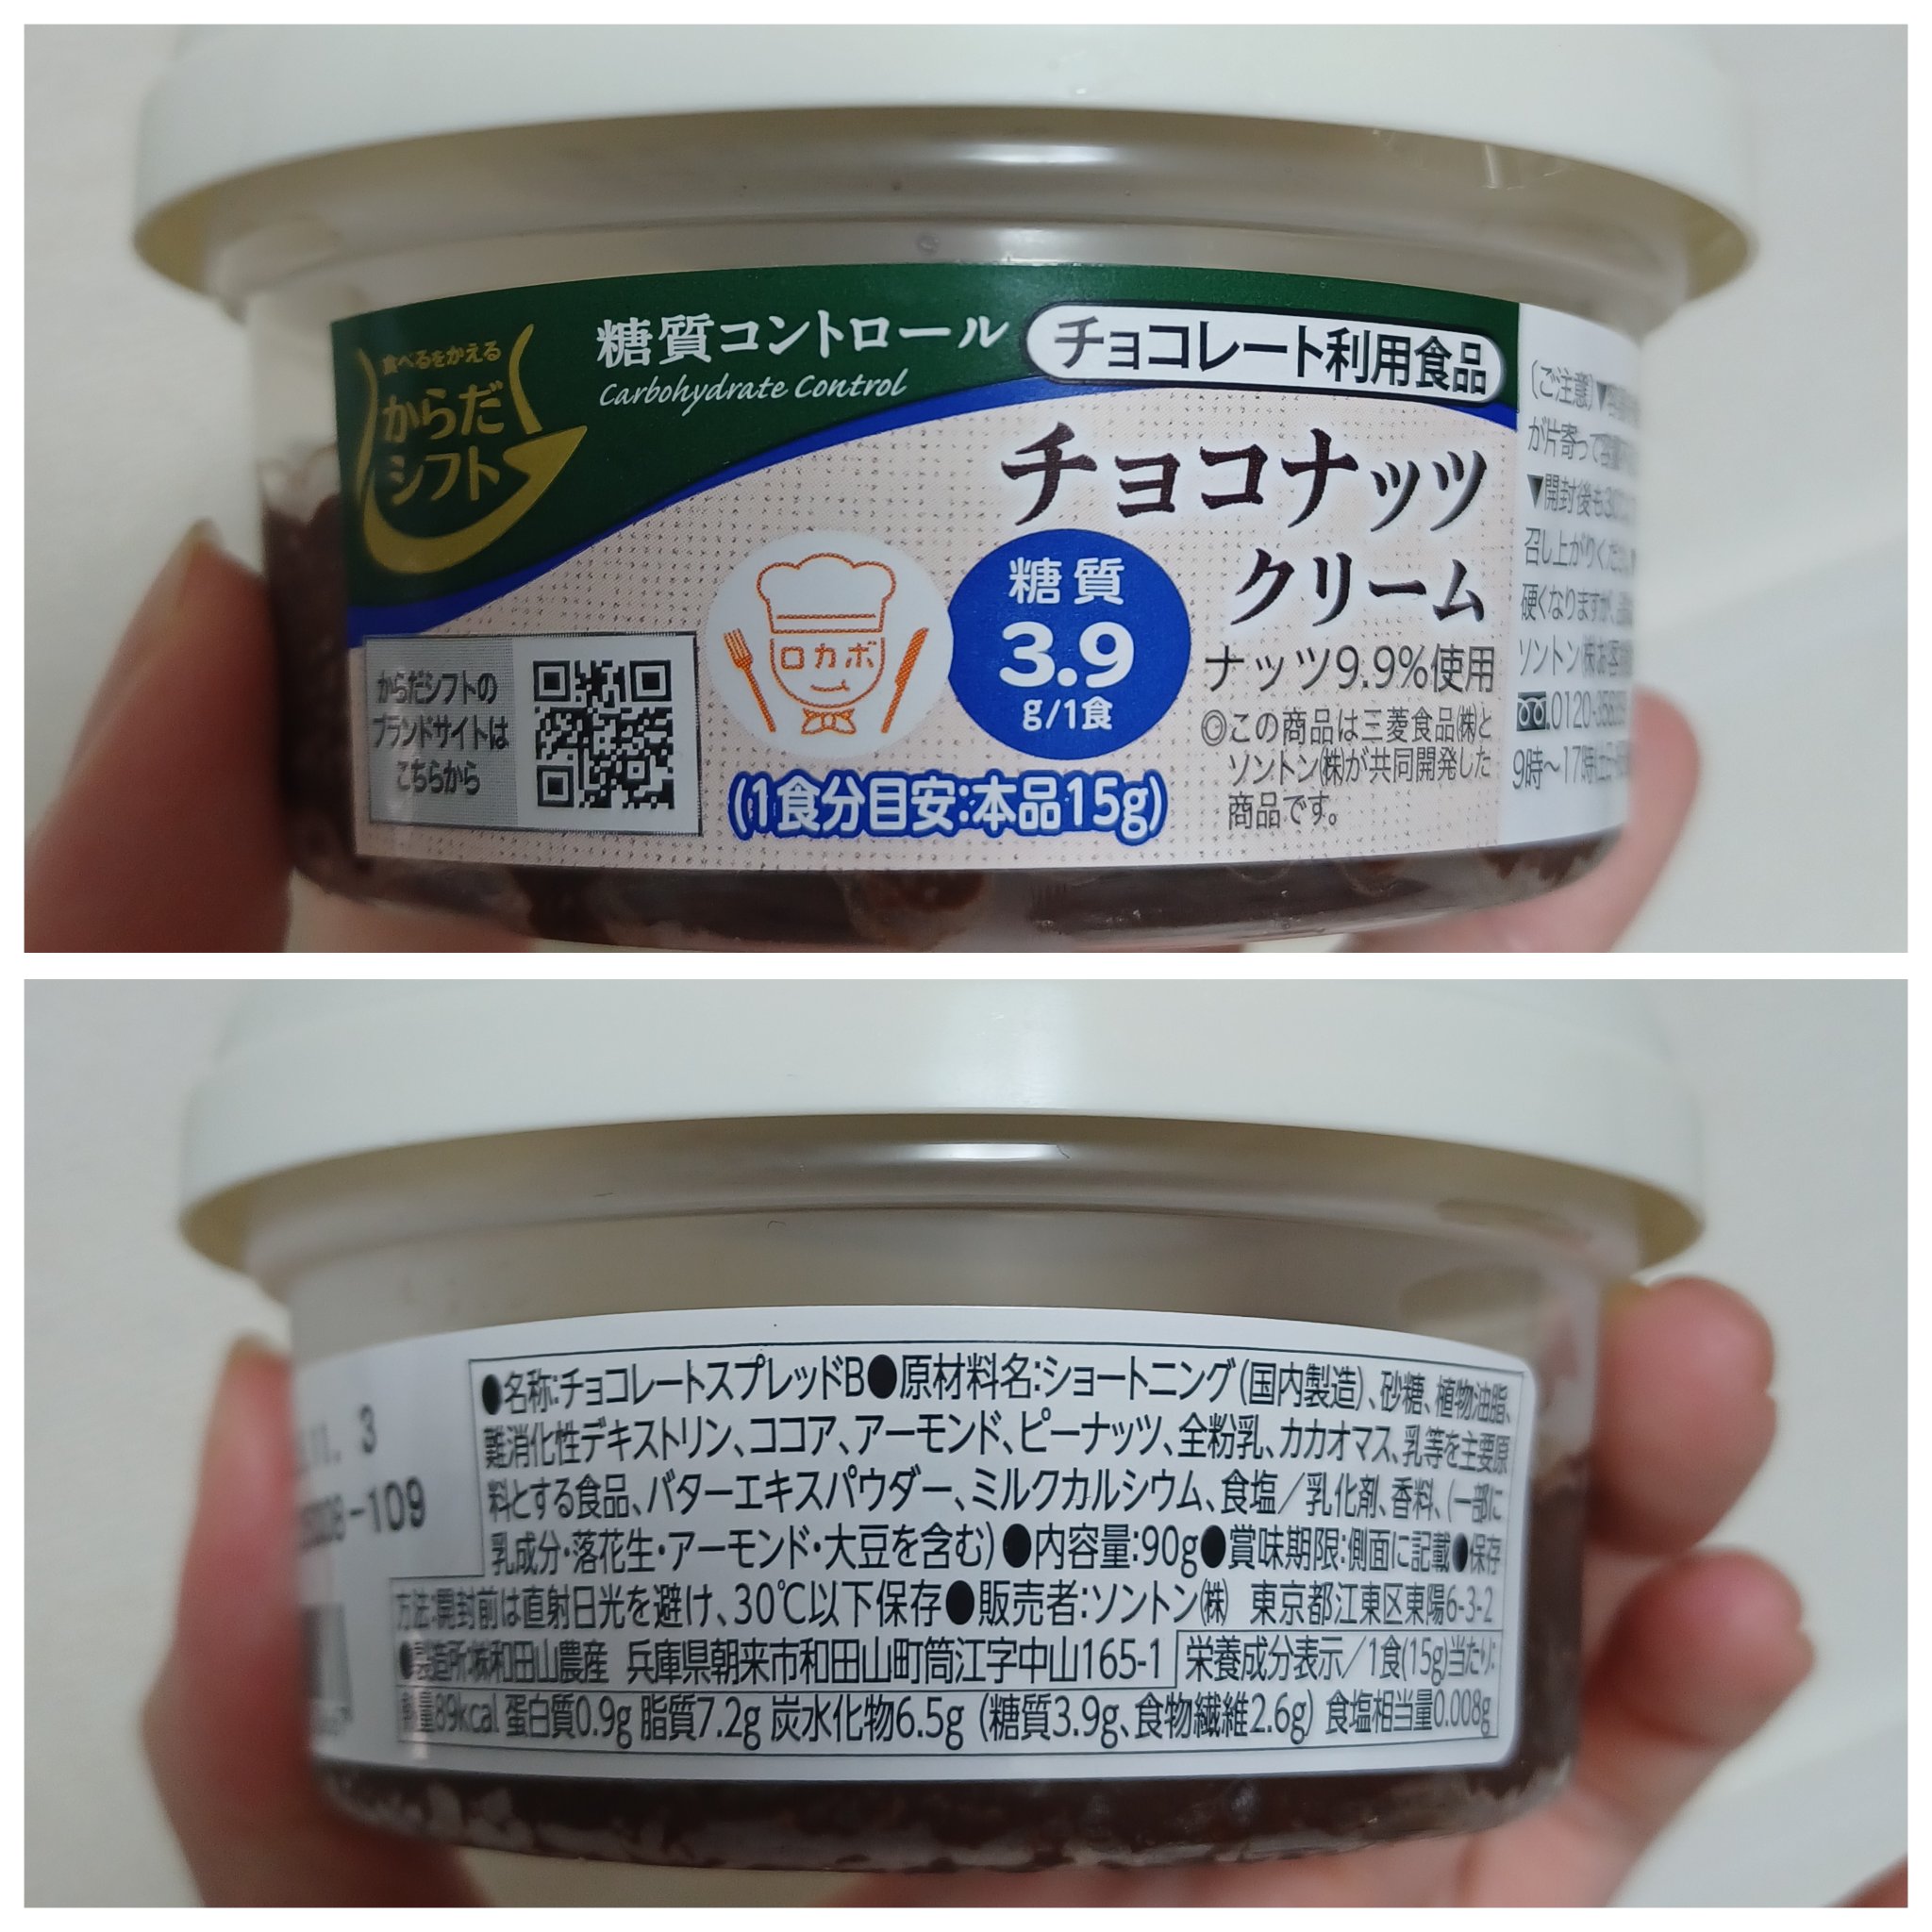 食べるをかえる
からだ
シフト
糖質コントロール
Carbohydrate Control
チョコレート利用食品
チョコナッツ
クリーム
ナッツ9.9%使用
◎この商品は三菱食品㈱と
ソントン㈱が共同開発した
商品です。
ロカボ
糖質
3.9
g/1食
(1食分目安:本品15g)
からだシフトの
ブランドサイトは
こちらから
〔ご注意〕▼
が片寄って
▼開封後も
召し上がりください
硬くなりますが、
ソントン㈱お客
0120-
9時〜17時
11. 3
-109
●名称:チョコレートスプレッドB●原材料名:ショートニング(国内製造)、砂糖、植物油脂、
難消化性デキストリン、ココア、アーモンド、ピーナッツ、全粉乳、カカオマス、乳等を主要原
料とする食品、バターエキスパウダー、ミルクカルシウム、食塩/乳化剤、香料、(一部に
乳成分・落花生・アーモンド・大豆を含む)●内容量:90g●賞味期限:側面に記載●保存
方法:開封前は直射日光を避け、30℃以下保存●販売者:ソントン㈱ 東京都江東区東陽6-3-2
●製造所:㈱和田山農産 兵庫県朝来市和田山町筒江字中山165-1 栄養成分表示/1食(15g)当たり:
熱量89kcal 蛋白質0.9g 脂質7.2g 炭水化物6.5g (糖質3.9g、食物繊維2.6g) 食塩相当量0.008g